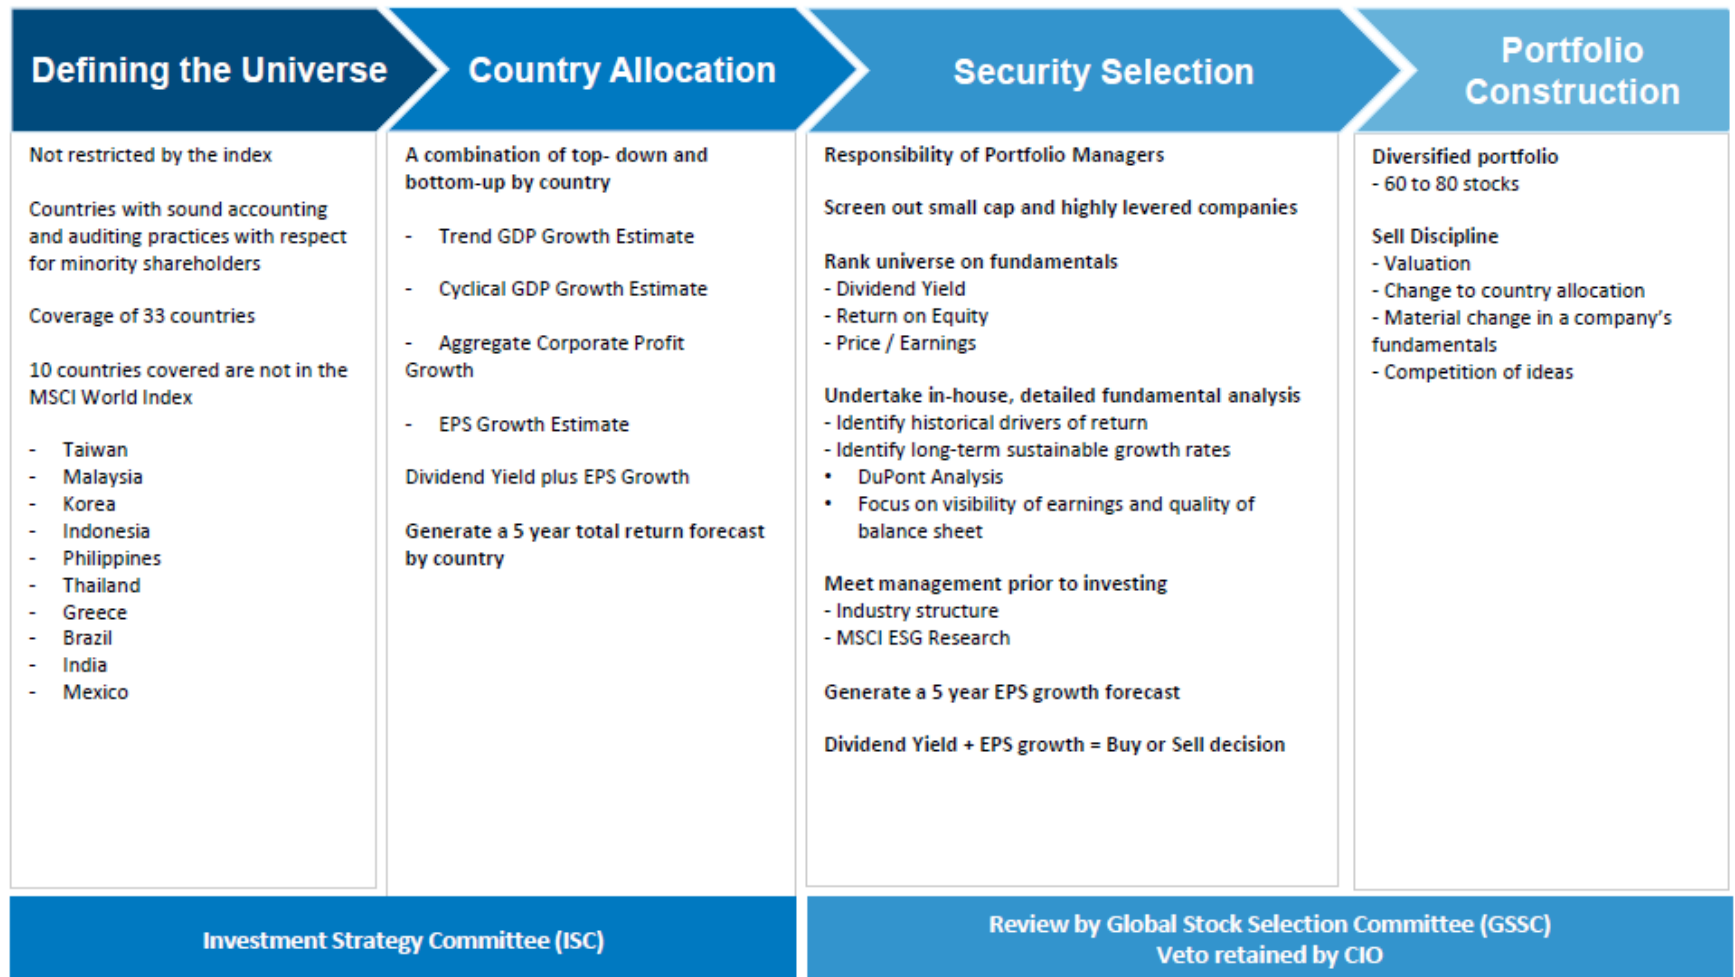 Defining the Universe
Country Allocation
Security Selection
Portfolio
Construction
Not restricted by the index
Countries with sound accounting
and auditing practices with respect
for minority shareholders
Coverage of 33 countries
10 countries covered are not in the
MSCI World Index
- Taiwan
- Malaysia
- Korea
- Indonesia
- Philippines
- Thailand
- Greece
- Brazil
- India
- Mexico
A combination of top- down and
bottom-up by country
- Trend GDP Growth Estimate
- Cyclical GDP Growth Estimate
- Aggregate Corporate Profit
Growth
- EPS Growth Estimate
Dividend Yield plus EPS Growth
Generate a 5 year total return forecast
by country
Responsibility of Portfolio Managers
Screen out small cap and highly levered companies
Rank universe on fundamentals
- Dividend Yield
- Return on Equity
- Price / Earnings
Undertake in-house, detailed fundamental analysis
- Identify historical drivers of return
- Identify long-term sustainable growth rates
• DuPont Analysis
• Focus on visibility of earnings and quality of
balance sheet
Meet management prior to investing
- Industry structure
- MSCI ESG Research
Generate a 5 year EPS growth forecast
Dividend Yield + EPS growth = Buy or Sell decision
Diversified portfolio
- 60 to 80 stocks
Sell Discipline
- Valuation
- Change to country allocation
- Material change in a company's
fundamentals
- Competition of ideas
Investment Strategy Committee (ISC)
Review by Global Stock Selection Committee (GSSC)
Veto retained by CIO